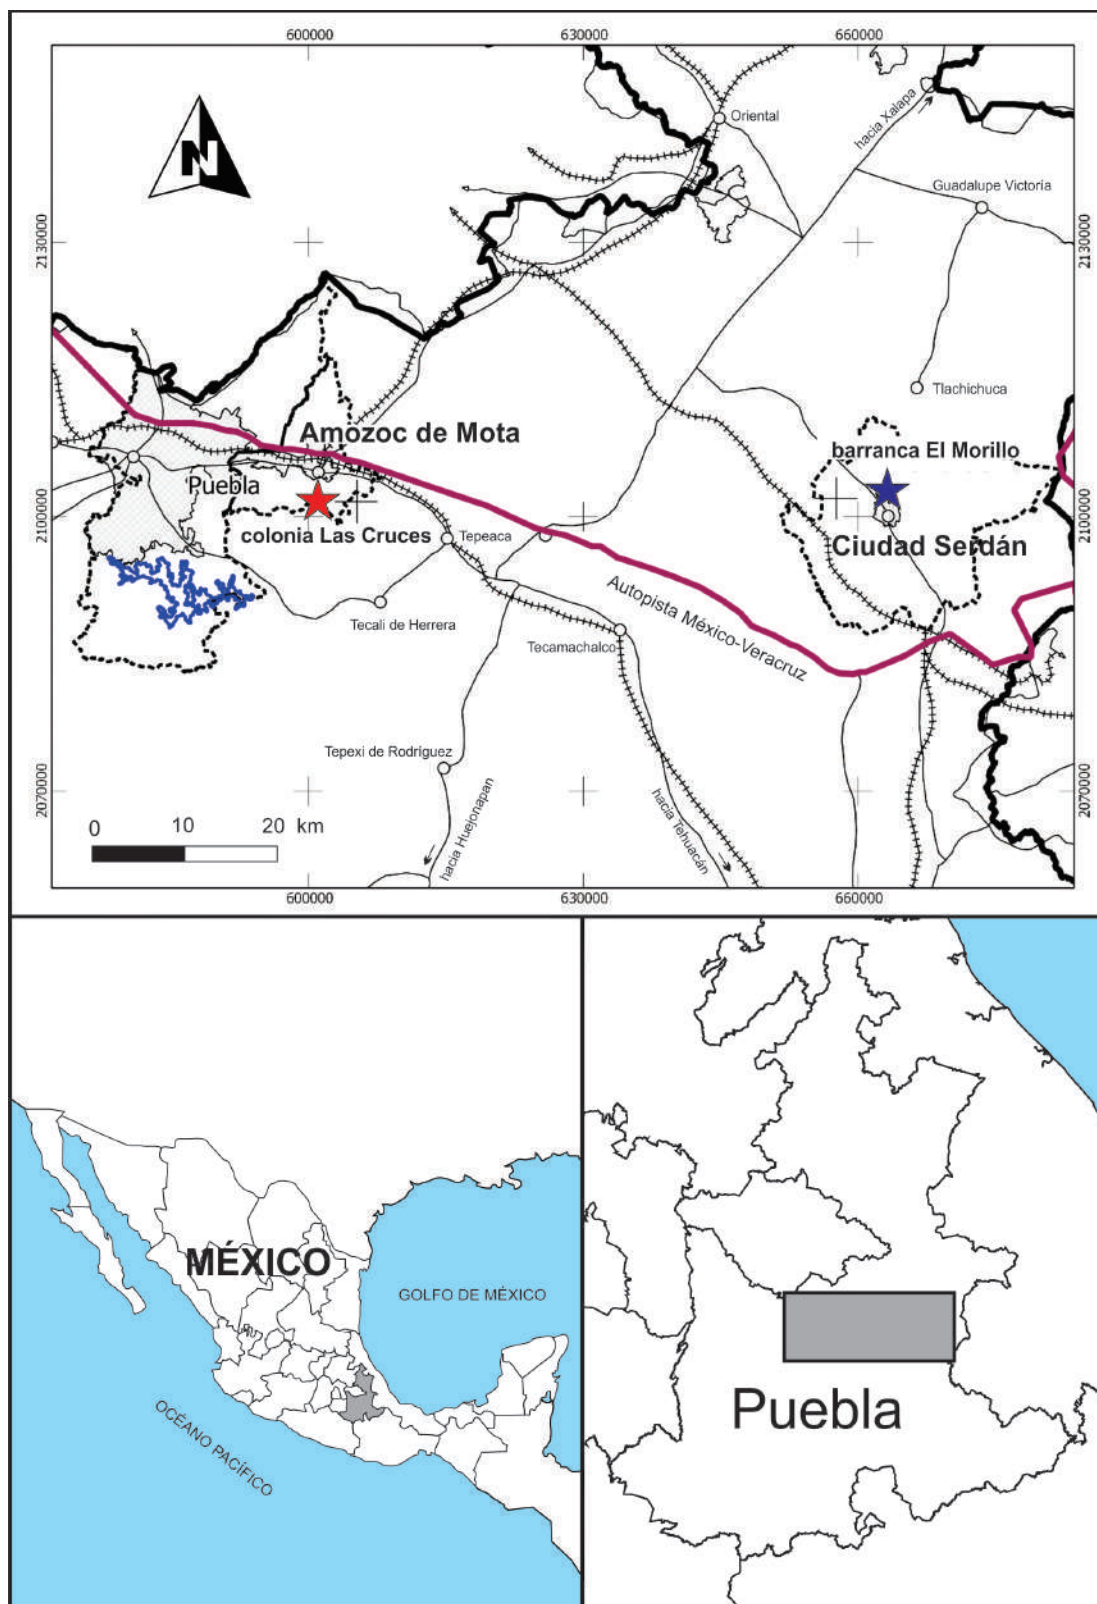 600000
630000
660000
N
Oriental
hacia Xalapa
Guadalupe Victoria
2130000
2130000
Tlachichuca
Amozoc de Mota
barranca El Morillo
Puebla
2100000
2100000
colonia Las Cruces
Tepeaca
Ciudad Serdán
Autopista México-Veracruz
Tecali de Herrera
Tecamachalco
Tepexi de Rodríguez
2070000
2070000
hacia Huejonapan
hacia Tehuacán
0 10 20 km
600000
630000
660000
MÉXICO
GOLFO DE MÉXICO
OCÉANO PACÍFICO
Puebla